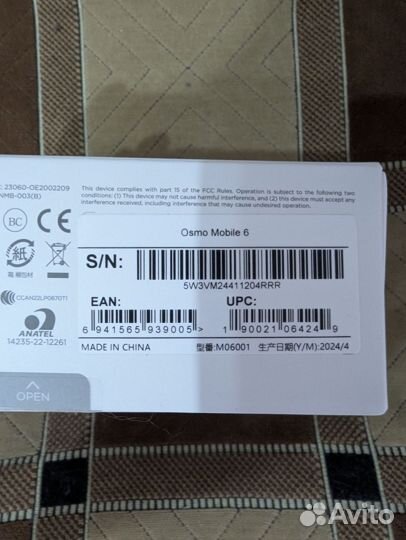 : 23060-OE2002209
NMB-003(B)
This device complies with part 15 of the FCC Rules. Operation is subject to the following two
conditions: (1) This device may not cause harmful interference, and (2) this device must accept any
interference received, including interference that may cause undesired operation.
BC
紙
Osmo Mobile 6
S/N:
5W3VM24411204RRR
EAN:
UPC:
6 941565 939005 >
1 90021 06424 9
CCAN22LP0670T1
ANATEL
14235-22-12261
MADE IN CHINA
型番:M06001 生产日期(Y/M):2024/4
OPEN
Avito